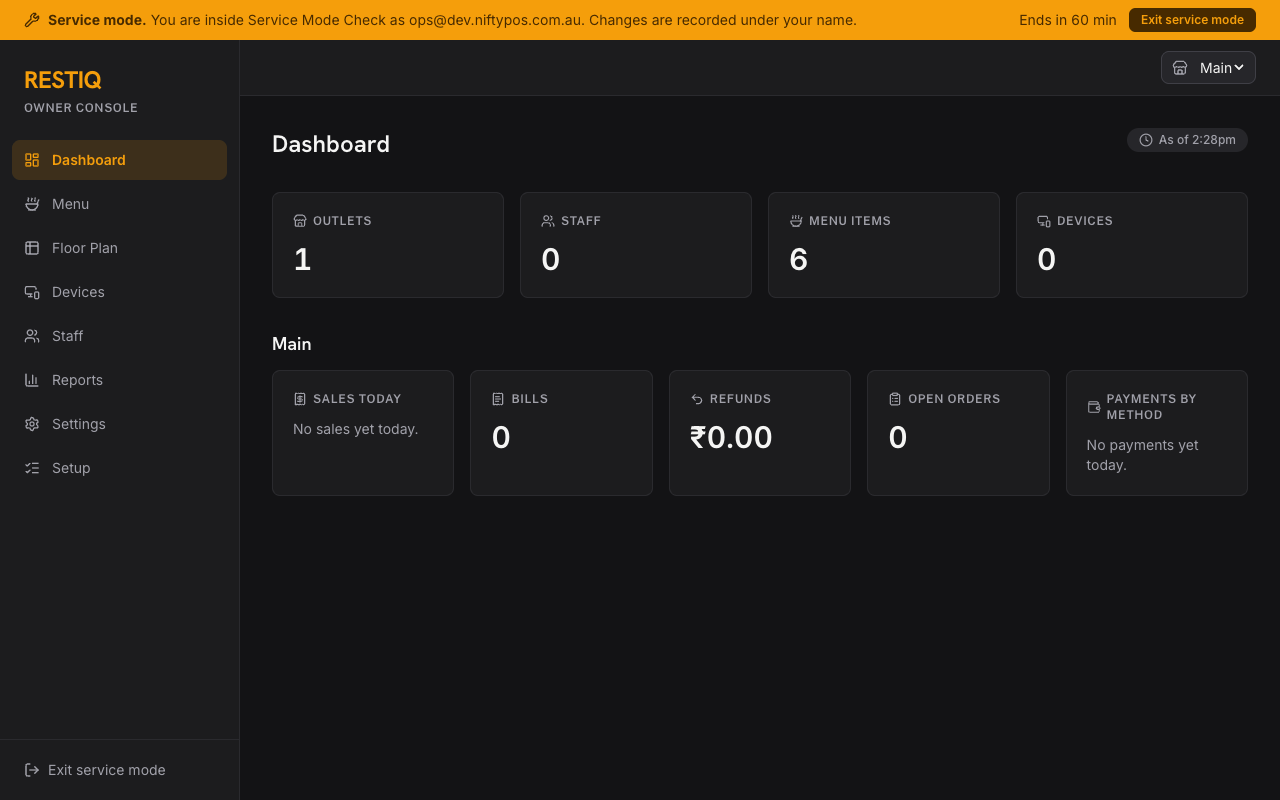 Service mode. You are inside Service Mode Check as ops@dev.niftypos.com.au. Changes are recorded under your name.
Ends in 60 min
Exit service mode
RESTIQ
OWNER CONSOLE
Main
Dashboard
Menu
Floor Plan
Devices
Staff
Reports
Settings
Setup
Exit service mode
Dashboard
As of 2:28pm
OUTLETS
1
STAFF
0
MENU ITEMS
6
DEVICES
0
Main
SALES TODAY
No sales yet today.
BILLS
0
REFUNDS
₹0.00
OPEN ORDERS
0
PAYMENTS BY
METHOD
No payments yet
today.